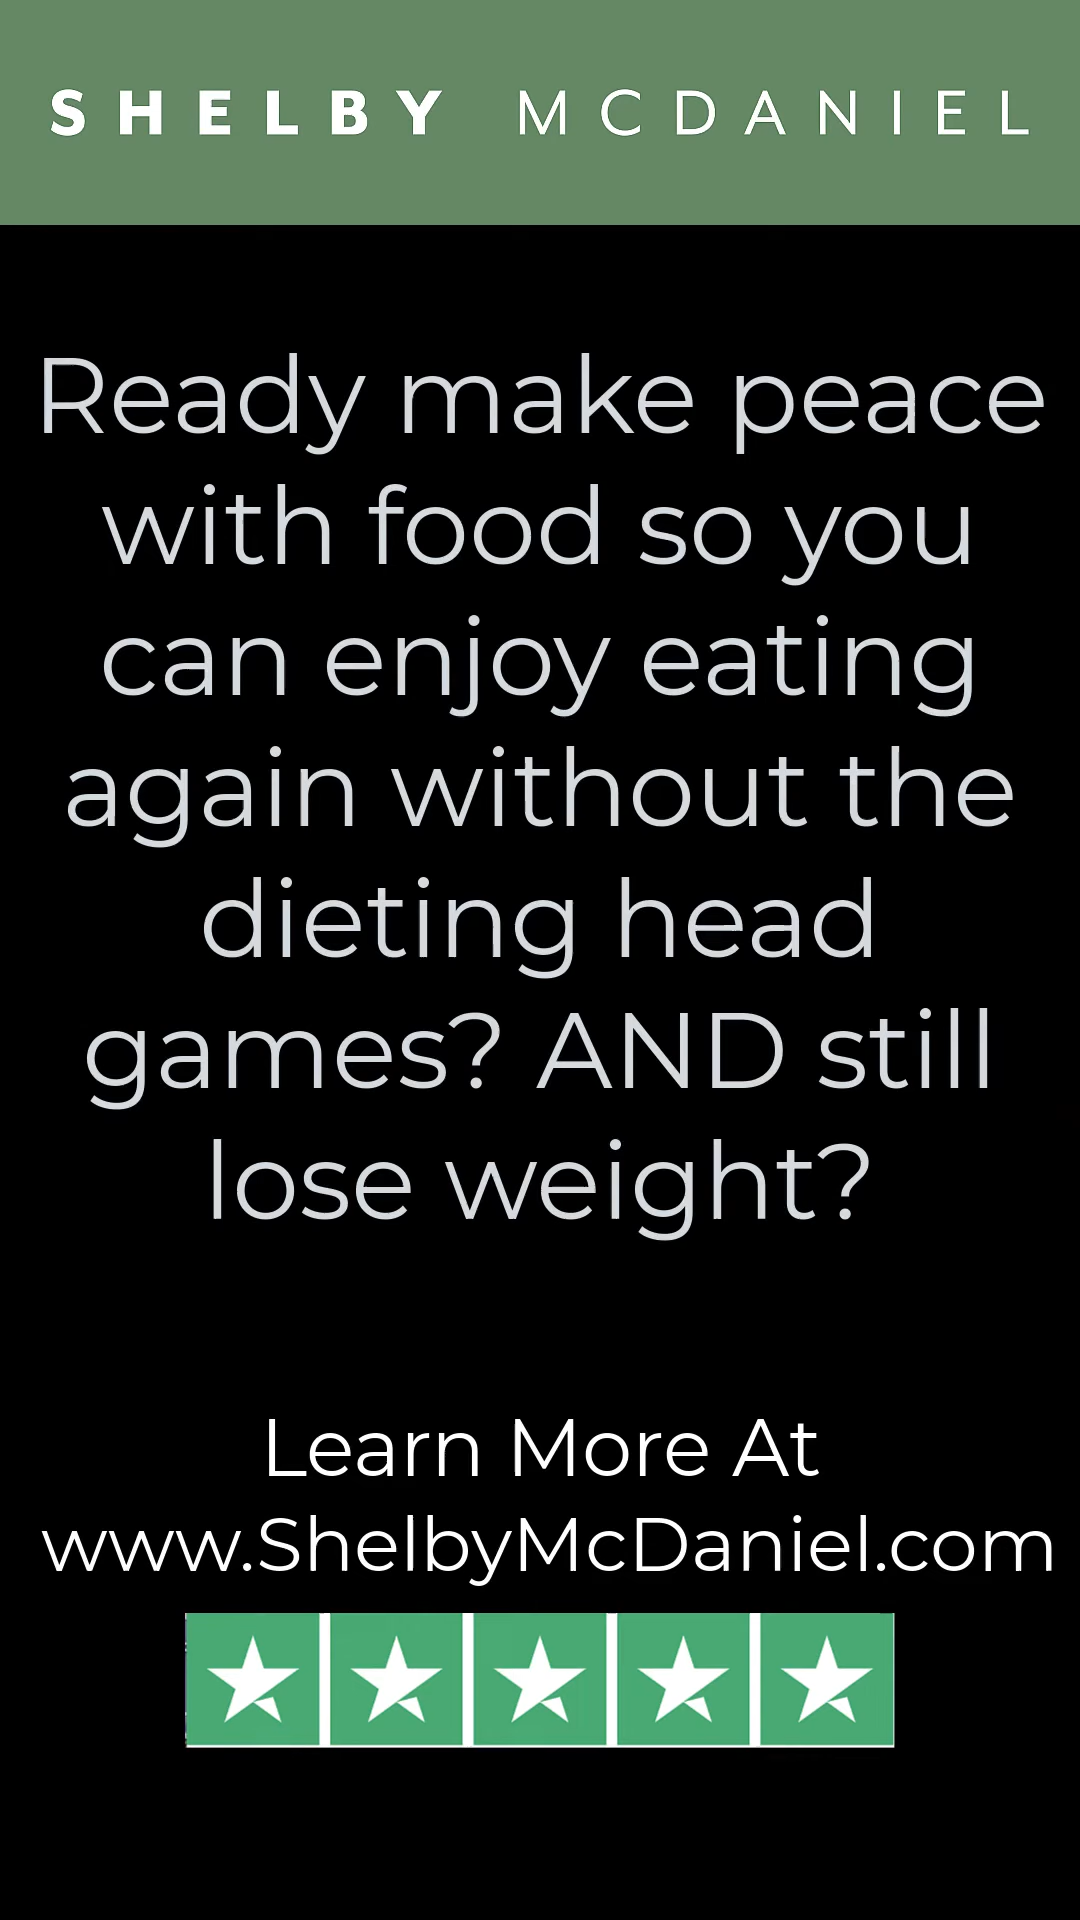 SHELBY MCDANIEL
Ready make peace
with food so you
can enjoy eating
again without the
dieting head
games? AND still
lose weight?
Learn More At
www.ShelbyMcDaniel.com